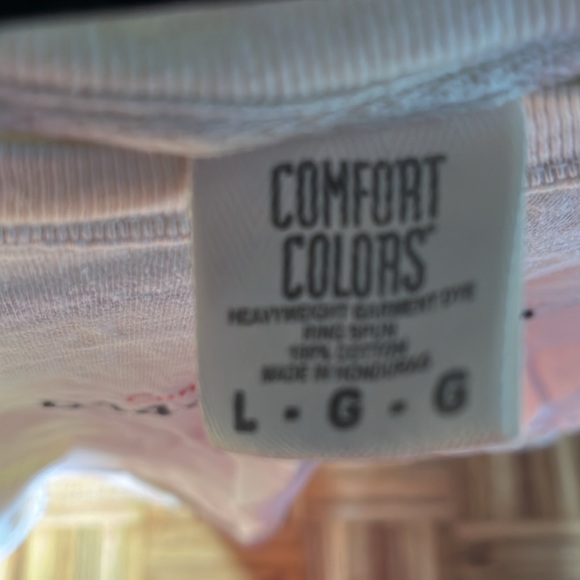 COMFORT
COLORS
HEAVYWEIGHT GARMENT DYE
RING SPUN
100% COTTON
MADE IN HONDURAS
L - G - G